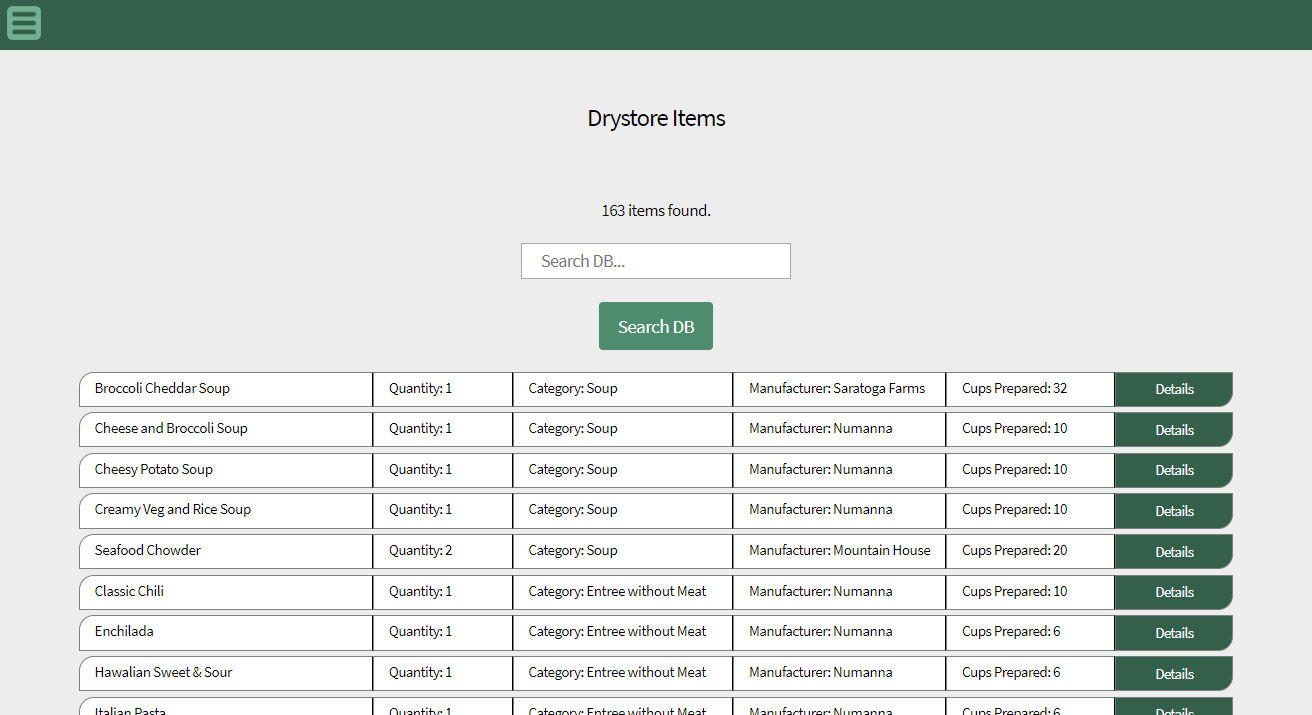 Drystore Items
163 items found.
Search DB...
Search DB
Broccoli Cheddar Soup Quantity: 1 Category: Soup Manufacturer: Saratoga Farms Cups Prepared: 32 Details
Cheese and Broccoli Soup Quantity: 1 Category: Soup Manufacturer: Numanna Cups Prepared: 10 Details
Cheesy Potato Soup Quantity: 1 Category: Soup Manufacturer: Numanna Cups Prepared: 10 Details
Creamy Veg and Rice Soup Quantity: 1 Category: Soup Manufacturer: Numanna Cups Prepared: 10 Details
Seafood Chowder Quantity: 2 Category: Soup Manufacturer: Mountain House Cups Prepared: 20 Details
Classic Chili Quantity: 1 Category: Entree without Meat Manufacturer: Numanna Cups Prepared: 10 Details
Enchilada Quantity: 1 Category: Entree without Meat Manufacturer: Numanna Cups Prepared: 6 Details
Hawaiian Sweet & Sour Quantity: 1 Category: Entree without Meat Manufacturer: Numanna Cups Prepared: 6 Details
Italian Pasta Quantity: 1 Category: Entree without Meat Manufacturer: Numanna Cups Prepared: 6 Details